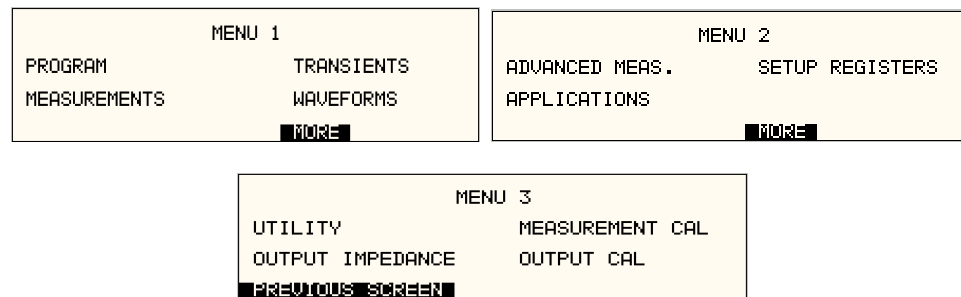 MENU 1
PROGRAM TRANSIENTS
MEASUREMENTS WAVEFORMS
MORE
MENU 2
ADVANCED MEAS. SETUP REGISTERS
APPLICATIONS
MORE
MENU 3
UTILITY MEASUREMENT CAL
OUTPUT IMPEDANCE OUTPUT CAL
PREVIOUS SCREEN